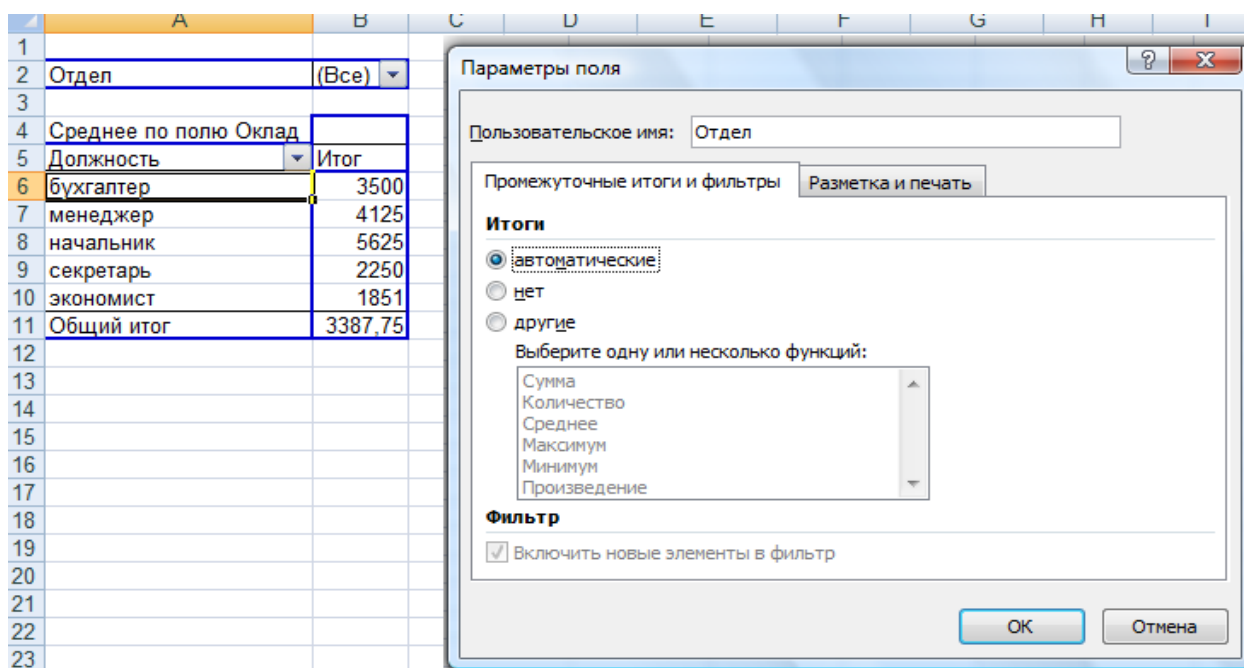 A B C D E F G H I
1
2 Отдел (Все)
3
4 Среднее по полю Оклад
5 Должность Итог
6 бухгалтер 3500
7 менеджер 4125
8 начальник 5625
9 секретарь 2250
10 экономист 1851
11 Общий итог 3387,75
12
13
14
15
16
17
18
19
20
21
22
23
Параметры поля
Пользовательское имя: Отдел
Промежуточные итоги и фильтры Разметка и печать
Итоги
автоматические
нет
другие
Выберите одну или несколько функций:
Сумма
Количество
Среднее
Максимум
Минимум
Произведение
Фильтр
Включить новые элементы в фильтр
ОК Отмена